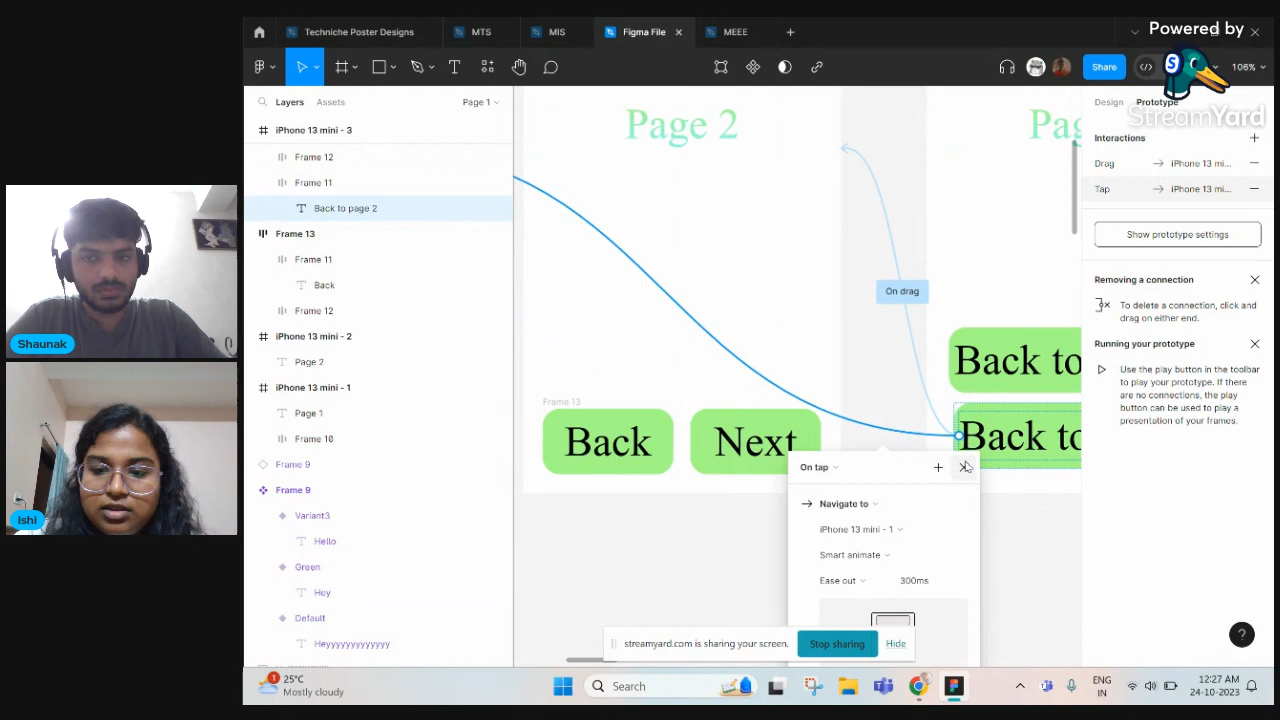 Techniche Poster Designs
MTS
MIS
Figma File
MEEE
Powered by
StreamYard
Share
106%
Layers
Assets
Page 1
iPhone 13 mini - 3
Frame 12
Frame 11
Back to page 2
Frame 13
Frame 11
Back
Frame 12
iPhone 13 mini - 2
Page 2
iPhone 13 mini - 1
Page 1
Frame 10
Frame 9
Frame 9
Variant3
Hello
Green
Hey
Default
Heyyyyyyyyyyyyy
Page 2
Pag
On drag
Frame 13
Back
Next
Back to
Back to
On tap
Navigate to
iPhone 13 mini - 1
Smart animate
Ease out
300ms
Design
Prototype
Interactions
Drag
iPhone 13 mi...
Tap
iPhone 13 mi...
Show prototype settings
Removing a connection
To delete a connection, click and
drag on either end.
Running your prototype
Use the play button in the toolbar
to play your prototype. If there
are no connections, the play
button can be used to play a
presentation of your frames.
?
streamyard.com is sharing your screen.
Stop sharing
Hide
Shaunak
Ishi
1
25°C
Mostly cloudy
Search
ENG
IN
12:27 AM
24-10-2023